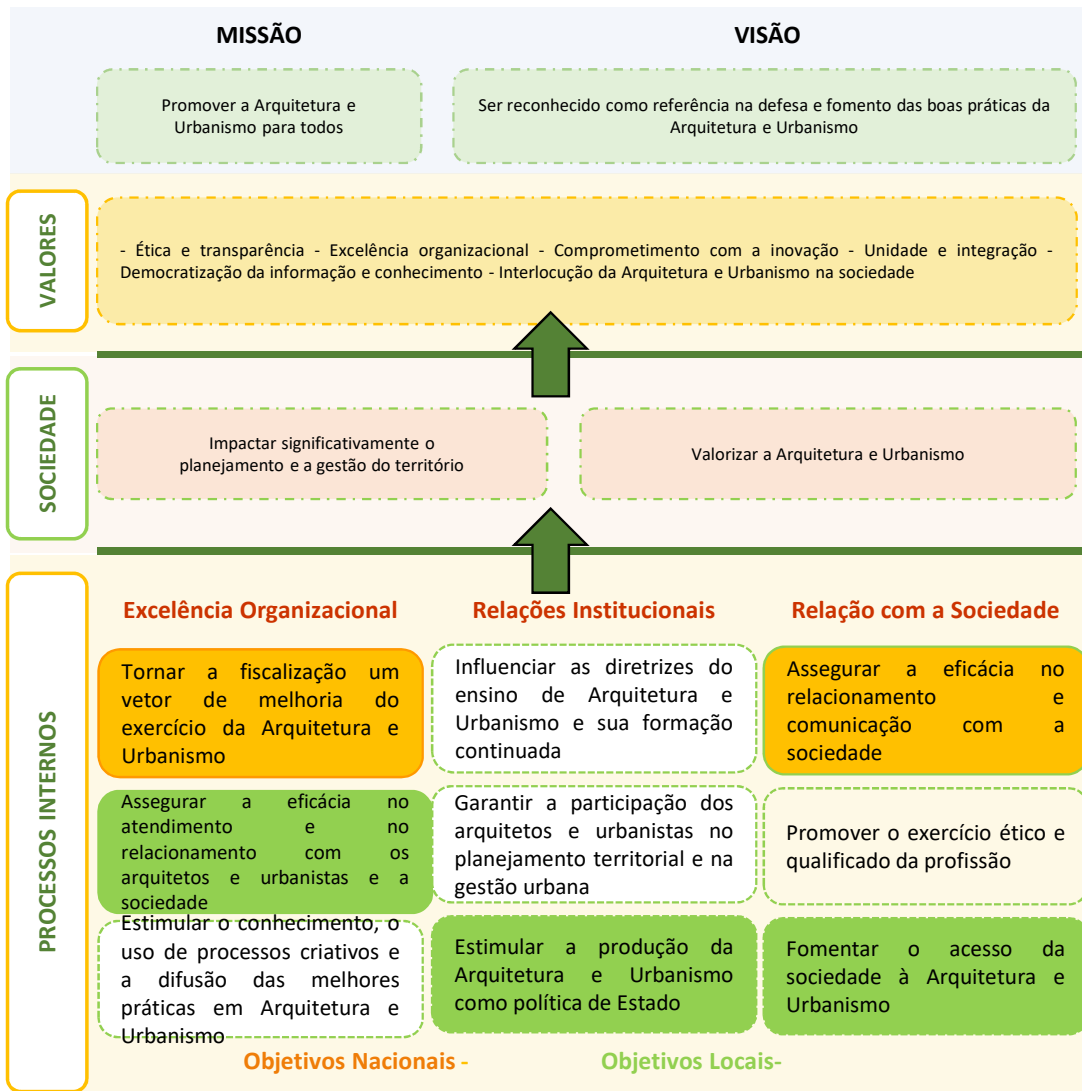 MISSÃO
VISÃO
Promover a Arquitetura e
Urbanismo para todos
Ser reconhecido como referência na defesa e fomento das boas práticas da
Arquitetura e Urbanismo
VALORES
- Ética e transparência - Excelência organizacional - Comprometimento com a inovação - Unidade e integração -
Democratização da informação e conhecimento - Interlocução da Arquitetura e Urbanismo na sociedade
SOCIEDADE
Impactar significativamente o
planejamento e a gestão do território
Valorizar a Arquitetura e Urbanismo
PROCESSOS INTERNOS
Excelência Organizacional
Tornar a fiscalização um
vetor de melhoria do
exercício da Arquitetura e
Urbanismo
Assegurar a eficácia no
atendimento e no
relacionamento com os
arquitetos e urbanistas e a
sociedade
Estimular o conhecimento, o
uso de processos criativos e
a difusão das melhores
práticas em Arquitetura e
Urbanismo
Relações Institucionais
Influenciar as diretrizes do
ensino de Arquitetura e
Urbanismo e sua formação
continuada
Garantir a participação dos
arquitetos e urbanistas no
planejamento territorial e na
gestão urbana
Estimular a produção da
Arquitetura e Urbanismo
como política de Estado
Relação com a Sociedade
Assegurar a eficácia no
relacionamento e
comunicação com a
sociedade
Promover o exercício ético e
qualificado da profissão
Fomentar o acesso da
sociedade à Arquitetura e
Urbanismo
Objetivos Nacionais -
Objetivos Locais-